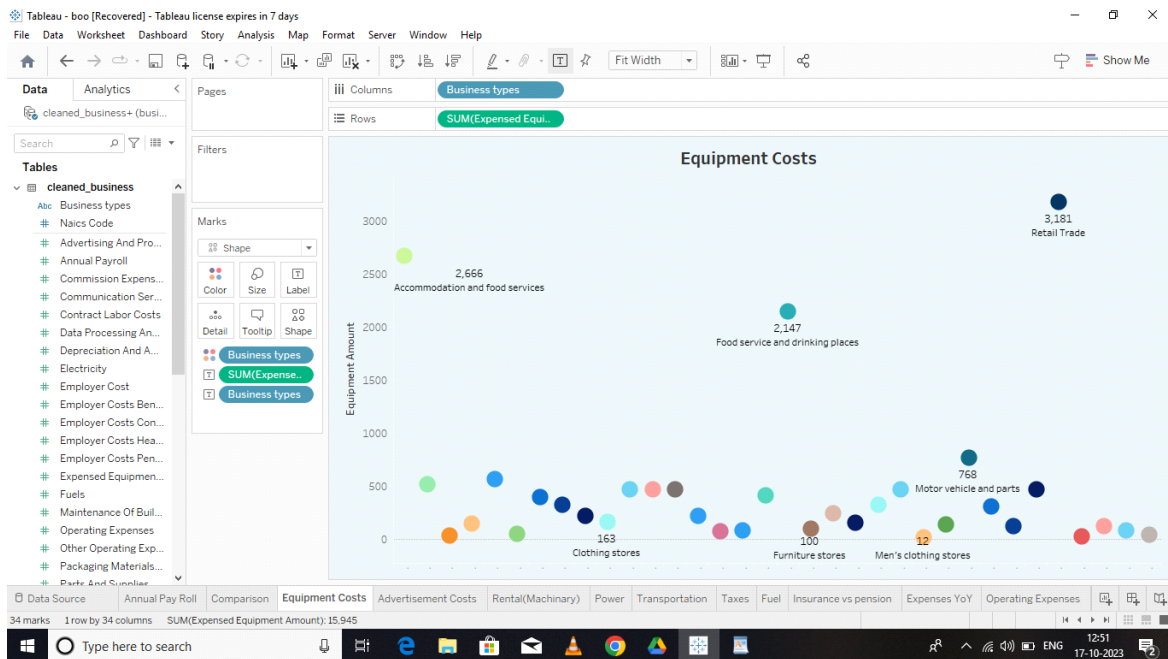 Tableau - boo [Recovered] - Tableau license expires in 7 days
File Data Worksheet Dashboard Story Analysis Map Format Server Window Help
Fit Width
Show Me
Data Analytics
cleaned_business+ (busi...
Search
Tables
cleaned_business
Abc Business types
# Naics Code
# Advertising And Pro...
# Annual Payroll
# Commission Expens...
# Communication Ser...
# Contract Labor Costs
# Data Processing An...
# Depreciation And A...
# Electricity
# Employer Cost
# Employer Costs Ben...
# Employer Costs Con...
# Employer Costs Hea...
# Employer Costs Pen...
# Expensed Equipmen...
# Fuels
# Maintenance Of Buil...
# Operating Expenses
# Other Operating Exp...
# Packaging Materials...
# Parts And Supplies
Pages
Filters
Marks
Shape
Color Size Label
Detail Tooltip Shape
Business types
SUM(Expense..
Business types
Columns Business types
Rows SUM(Expensed Equi..
Equipment Costs
Equipment Amount
3000
2500
2000
1500
1000
500
0
3,181
Retail Trade
2,666
Accommodation and food services
2,147
Food service and drinking places
768
Motor vehicle and parts
163
Clothing stores
100
Furniture stores
12
Men's clothing stores
Data Source Annual Pay Roll Comparison Equipment Costs Advertisement Costs Rental(Machinary) Power Transportation Taxes Fuel Insurance vs pension Expenses YoY Operating Expenses
34 marks 1 row by 34 columns SUM(Expensed Equipment Amount): 15,945
Type here to search
ENG
12:51
17-10-2023
2